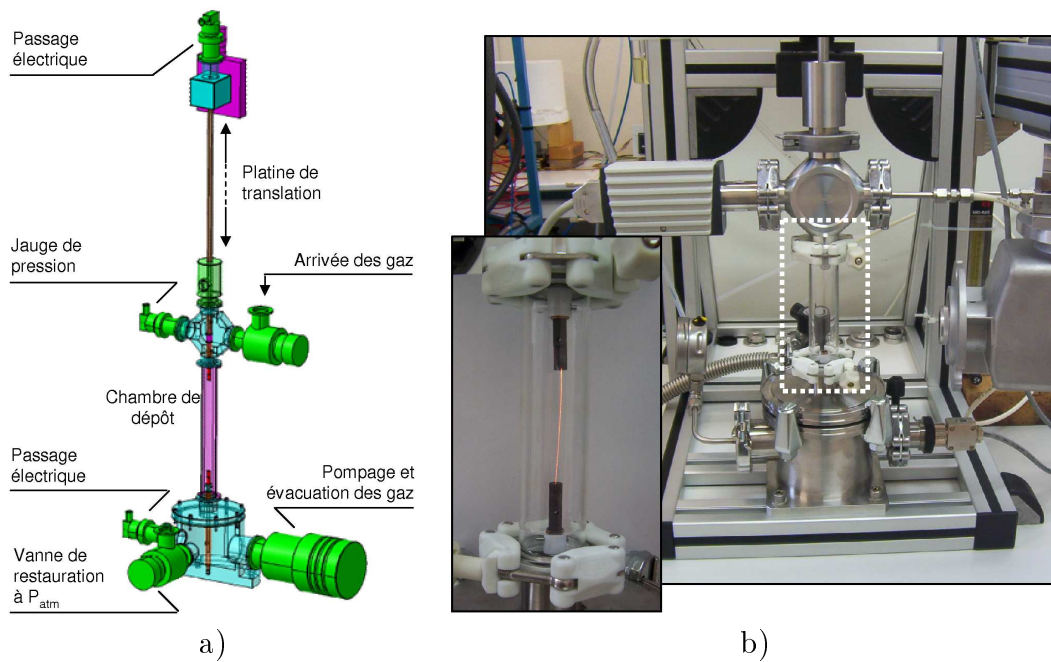 Passage
électrique
Platine de
translation
Jauge de
pression
Arrivée des gaz
Chambre de
dépôt
Passage
électrique
Pompage et
évacuation des gaz
Vanne de
restauration
à Patm
a)
b)